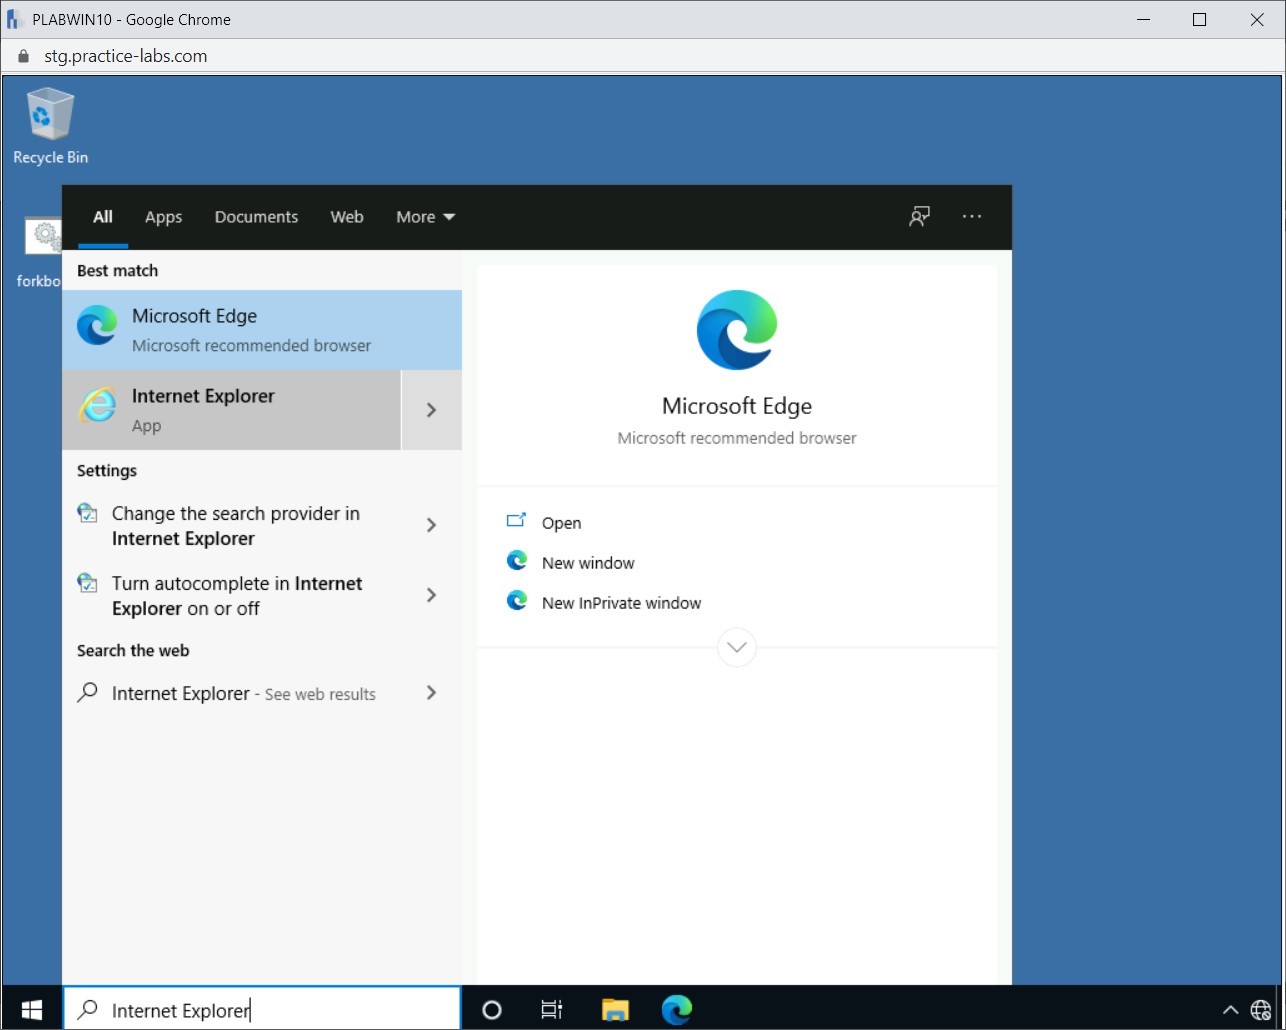 PLABWIN10 - Google Chrome
stg.practice-labs.com
Recycle Bin
forkbo
All Apps Documents Web More
Best match
Microsoft Edge
Microsoft recommended browser
Internet Explorer
App
Settings
Change the search provider in
Internet Explorer
Turn autocomplete in Internet
Explorer on or off
Search the web
Internet Explorer - See web results
Microsoft Edge
Microsoft recommended browser
Open
New window
New InPrivate window
Internet Explorer